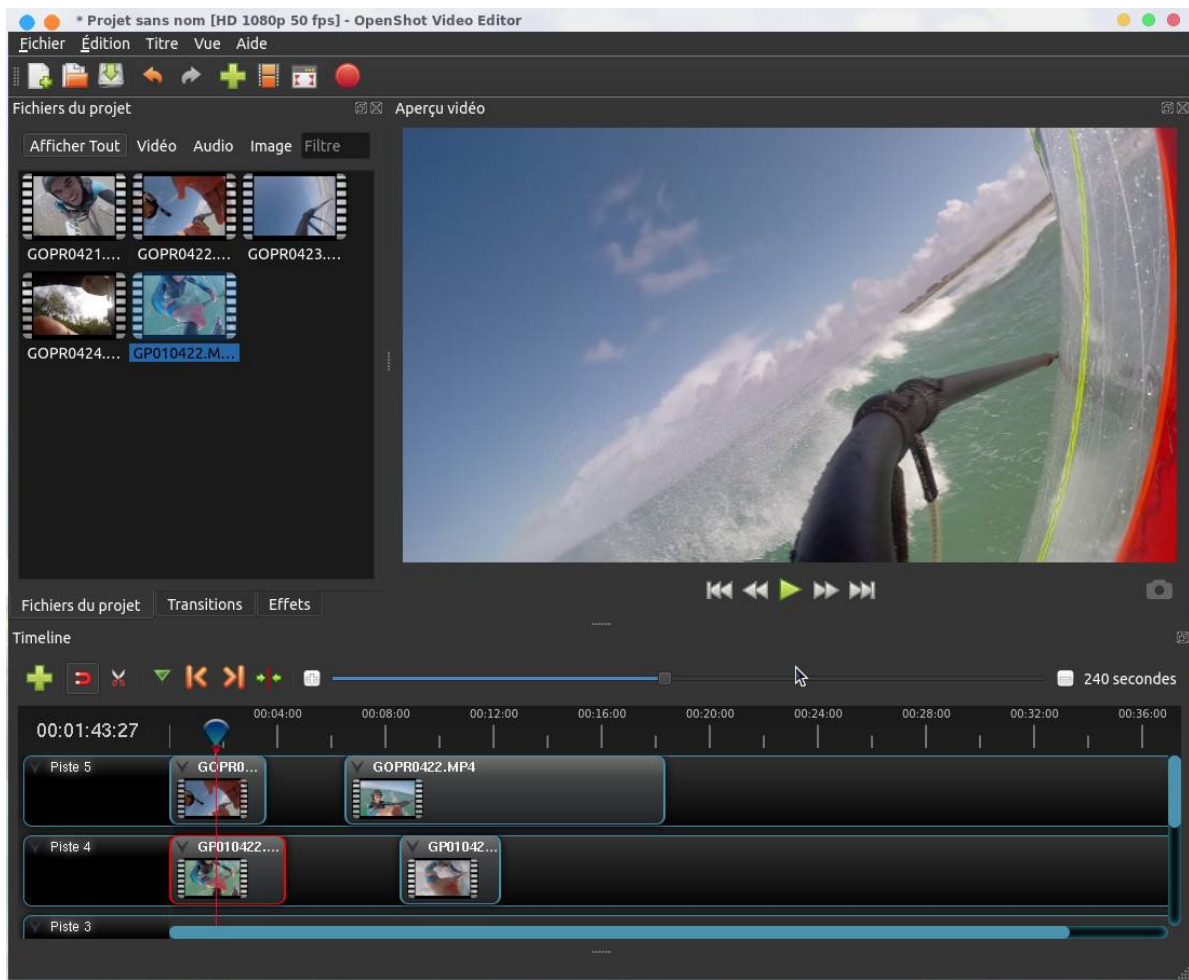 * Projet sans nom [HD 1080p 50 fps] - OpenShot Video Editor
Fichier Édition Titre Vue Aide
Fichiers du projet
Aperçu vidéo
Afficher Tout Vidéo Audio Image Filtre
GOPR0421.... GOPR0422.... GOPR0423....
GOPR0424.... GP010422.M...
Fichiers du projet Transitions Effets
Timeline
240 secondes
00:01:43:27
00:04:00 00:08:00 00:12:00 00:16:00 00:20:00 00:24:00 00:28:00 00:32:00 00:36:00
Piste 5 GOPR0... GOPR0422.MP4
Piste 4 GP010422.... GP01042...
Piste 3